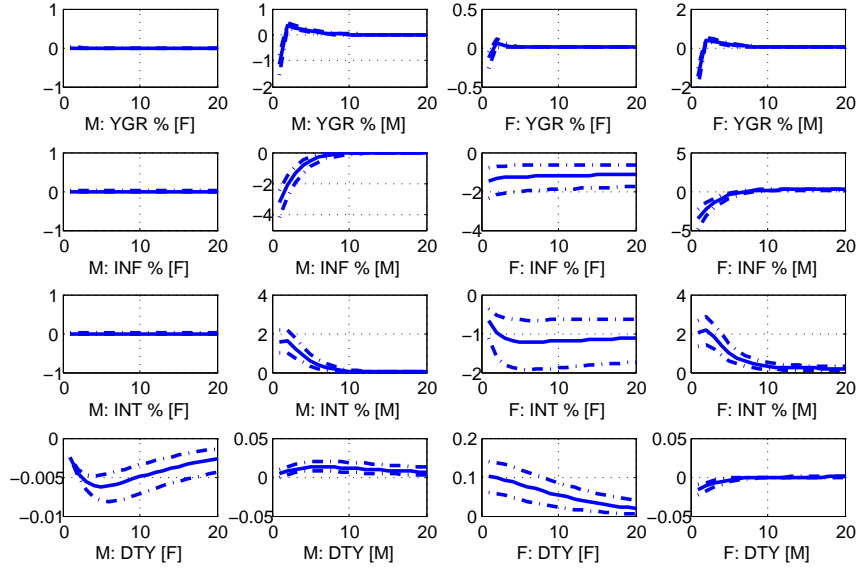 1 1 0.5 2
0 0 0 0
−1
−1 −2 −0.5 −2
0 10 20 0 10 20 0 10 20 0 10 20
M: YGR % [F] M: YGR % [M] F: YGR % [F] F: YGR % [M]
1 0 0 5
0 −2 −2 0
−4
−1 −4 −5
0 10 20 0 10 20 0 10 20 0 10 20
M: INF % [F] M: INF % [M] F: INF % [F] F: INF % [M]
1 4 0 4
0 2 −1 2
−1 0 −2 0
0 10 20 0 10 20 0 10 20 0 10 20
M: INT % [F] M: INT % [M] F: INT % [F] F: INT % [M]
0 0.05 0.2 0.05
−0.005 0 0.1 0
−0.01 −0.05 0 −0.05
0 10 20 0 10 20 0 10 20 0 10 20
M: DTY [F] M: DTY [M] F: DTY [F] F: DTY [M]